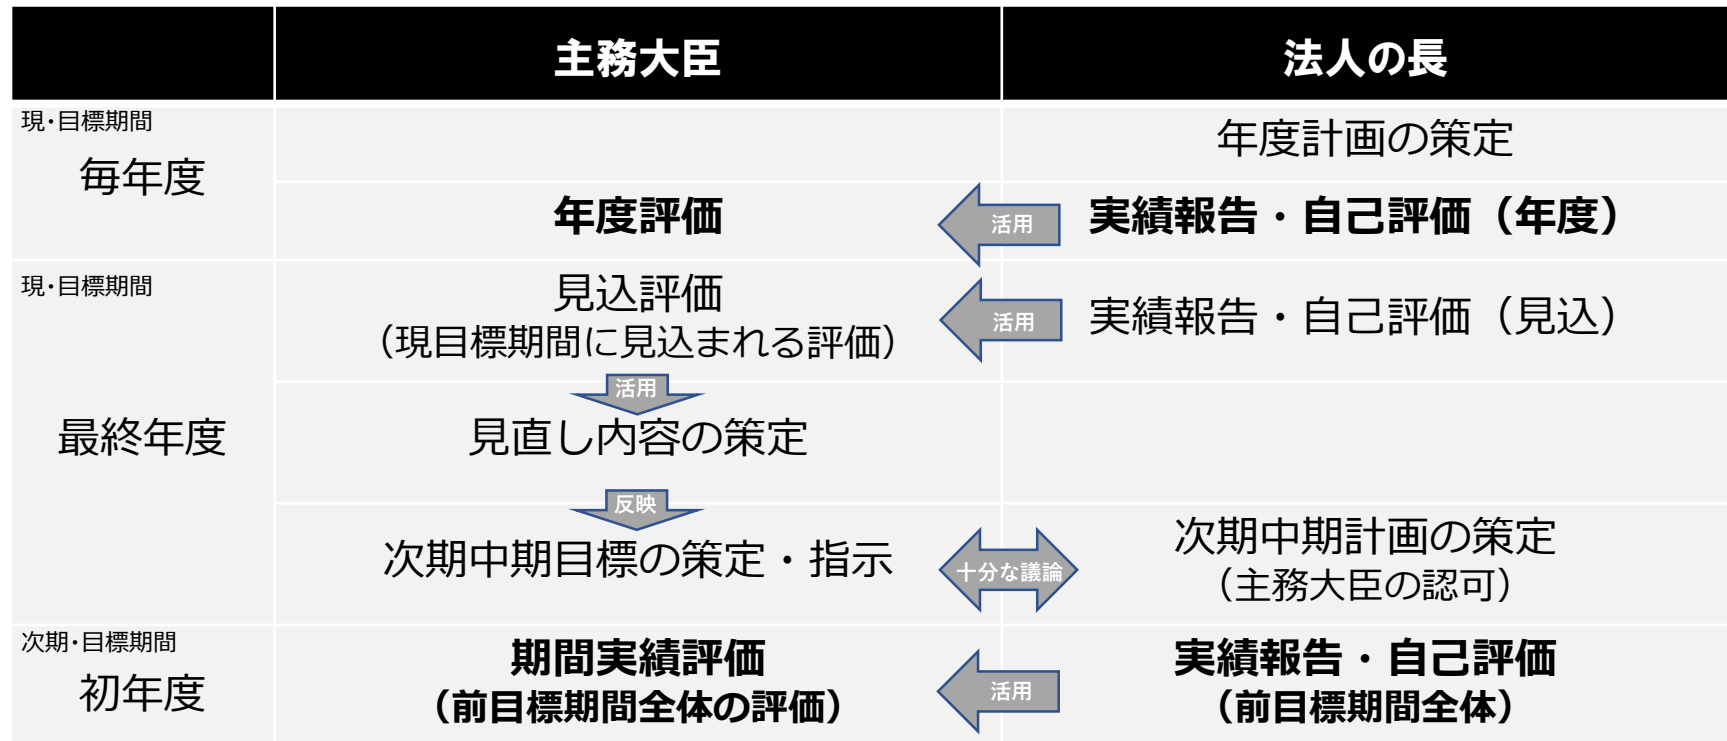 主務大臣
法人の長
現・目標期間
毎年度
年度計画の策定
年度評価
活用
実績報告・自己評価（年度）
現・目標期間
最終年度
見込評価
（現目標期間に見込まれる評価）
活用
実績報告・自己評価（見込）
活用
見直し内容の策定
反映
次期中期目標の策定・指示
十分な議論
次期中期計画の策定
（主務大臣の認可）
次期・目標期間
初年度
期間実績評価
（前目標期間全体の評価）
活用
実績報告・自己評価
（前目標期間全体）